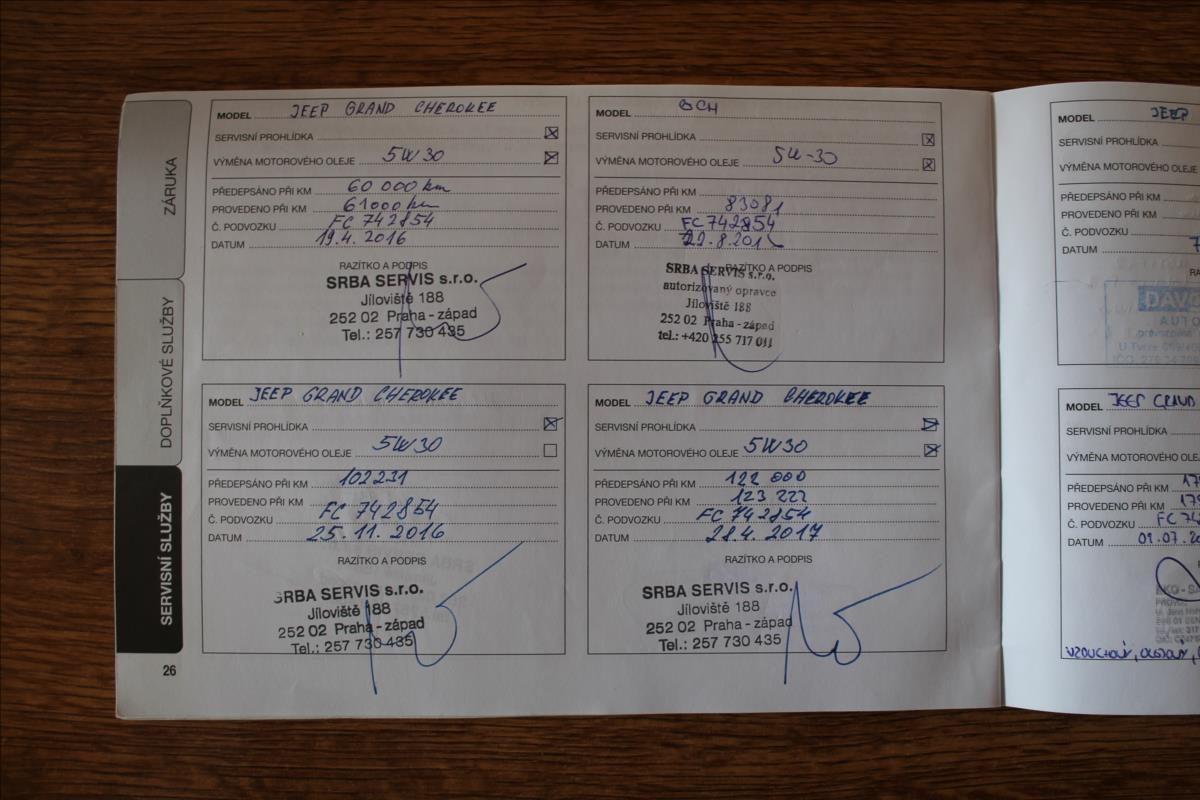 ZÁRUKA
DOPLŇKOVÉ SLUŽBY
SERVISNÍ SLUŽBY
26
MODEL JEEP GRAND CHEROKEE
SERVISNÍ PROHLÍDKA
VÝMĚNA MOTOROVÉHO OLEJE 5W30
PŘEDEPSÁNO PŘI KM 60 000 km
PROVEDENO PŘI KM 61000 km
Č. PODVOZKU FC 742854
DATUM 19.4. 2016
RAZÍTKO A PODPIS
SRBA SERVIS s.r.o.
Jíloviště 188
252 02 Praha - západ
Tel.: 257 730 435
MODEL GCH
SERVISNÍ PROHLÍDKA
VÝMĚNA MOTOROVÉHO OLEJE 5W-30
PŘEDEPSÁNO PŘI KM
PROVEDENO PŘI KM 83081
Č. PODVOZKU FC742854
DATUM
RAZÍTKO A PODPIS
SRBA SERVIS s.r.o.
autorizovaný opravce
Jíloviště 188
252 02 Praha - západ
tel.: +420 255 717 011
MODEL JEEP GRAND CHEROKEE
SERVISNÍ PROHLÍDKA
VÝMĚNA MOTOROVÉHO OLEJE 5W30
PŘEDEPSÁNO PŘI KM 102231
PROVEDENO PŘI KM
Č. PODVOZKU FC 742854
DATUM 25.11.2016
RAZÍTKO A PODPIS
SRBA SERVIS s.r.o.
Jíloviště 188
252 02 Praha - západ
Tel.: 257 730 435
MODEL JEEP GRAND CHEROKEE
SERVISNÍ PROHLÍDKA
VÝMĚNA MOTOROVÉHO OLEJE 5W30
PŘEDEPSÁNO PŘI KM 122 000
PROVEDENO PŘI KM 123 222
Č. PODVOZKU FC 742854
DATUM 28.4. 2017
RAZÍTKO A PODPIS
SRBA SERVIS s.r.o.
Jíloviště 188
252 02 Praha - západ
Tel.: 257 730 435
MODEL JEEP
SERVISNÍ PROHLÍDKA
VÝMĚNA MOTOROVÉHO OLEJE
PŘEDEPSÁNO PŘI KM
PROVEDENO PŘI KM
Č. PODVOZKU
DATUM
MODEL JEEP GRAND
SERVISNÍ PROHLÍDKA
VÝMĚNA MOTOROVÉHO
PŘEDEPSÁNO PŘI KM
PROVEDENO PŘI KM
Č. PODVOZKU
DATUM
VZDUCHOVÝ, OLEJOVÝ,